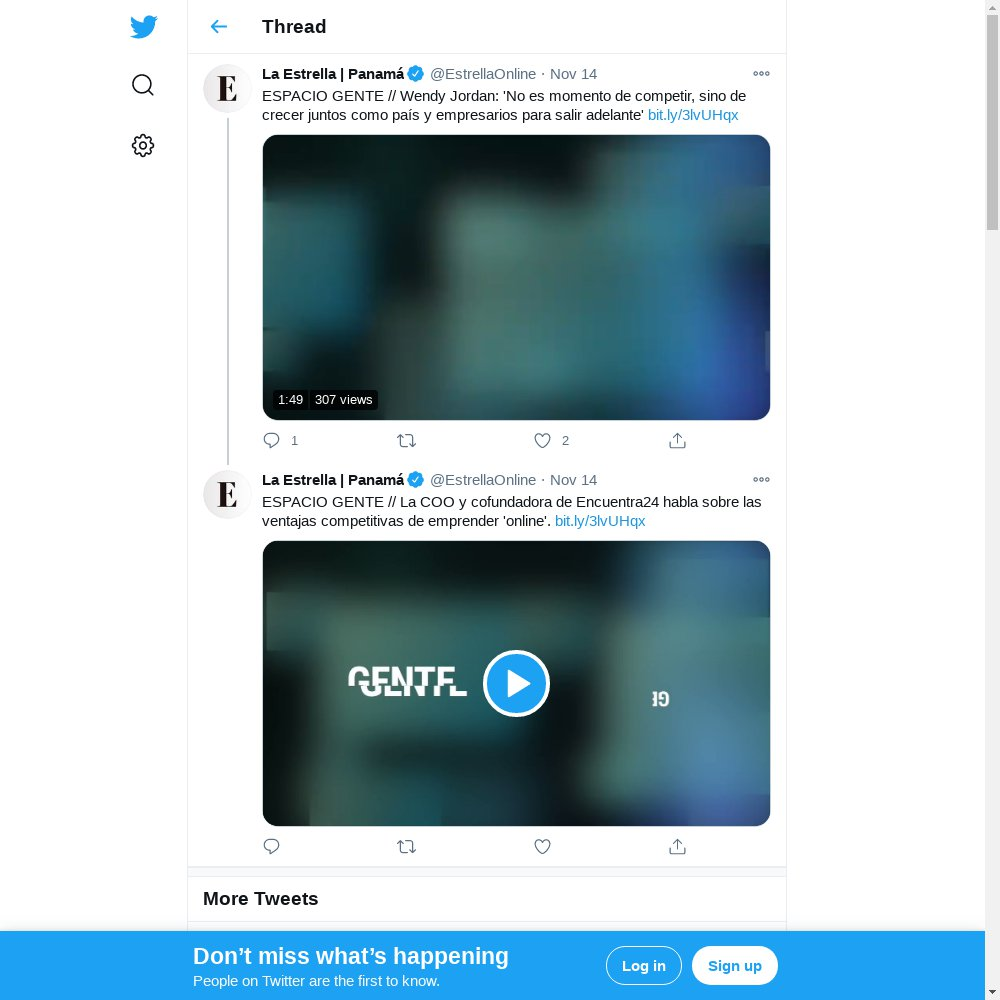 Thread
La Estrella | Panamá @EstrellaOnline · Nov 14
ESPACIO GENTE // Wendy Jordan: 'No es momento de competir, sino de
crecer juntos como país y empresarios para salir adelante' bit.ly/3lvUHqx
1:49 307 views
1 2
E
La Estrella | Panamá @EstrellaOnline · Nov 14
ESPACIO GENTE // La COO y cofundadora de Encuentra24 habla sobre las
ventajas competitivas de emprender 'online'. bit.ly/3lvUHqx
E
GENTE
More Tweets
Don’t miss what’s happening
People on Twitter are the first to know.
Log in Sign up